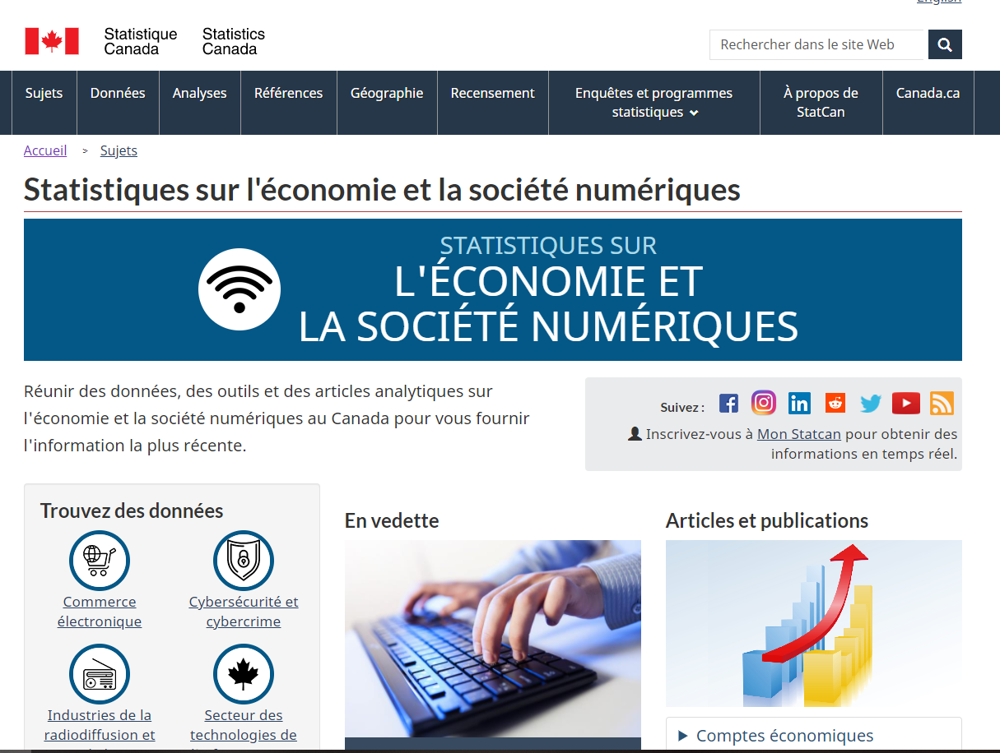 English
Statistique
Canada
Statistics
Canada
Rechercher dans le site Web
Sujets
Données
Analyses
Références
Géographie
Recensement
Enquêtes et programmes
statistiques
À propos de
StatCan
Canada.ca
Accueil > Sujets
Statistiques sur l'économie et la société numériques
STATISTIQUES SUR
L'ÉCONOMIE ET
LA SOCIÉTÉ NUMÉRIQUES
Réunir des données, des outils et des articles analytiques sur
l'économie et la société numériques au Canada pour vous fournir
l'information la plus récente.
Suivez :
Inscrivez-vous à Mon Statcan pour obtenir des
informations en temps réel.
Trouvez des données
Commerce
électronique
Cybersécurité et
cybercrime
Industries de la
radiodiffusion et
Secteur des
technologies de
En vedette
Articles et publications
Comptes économiques